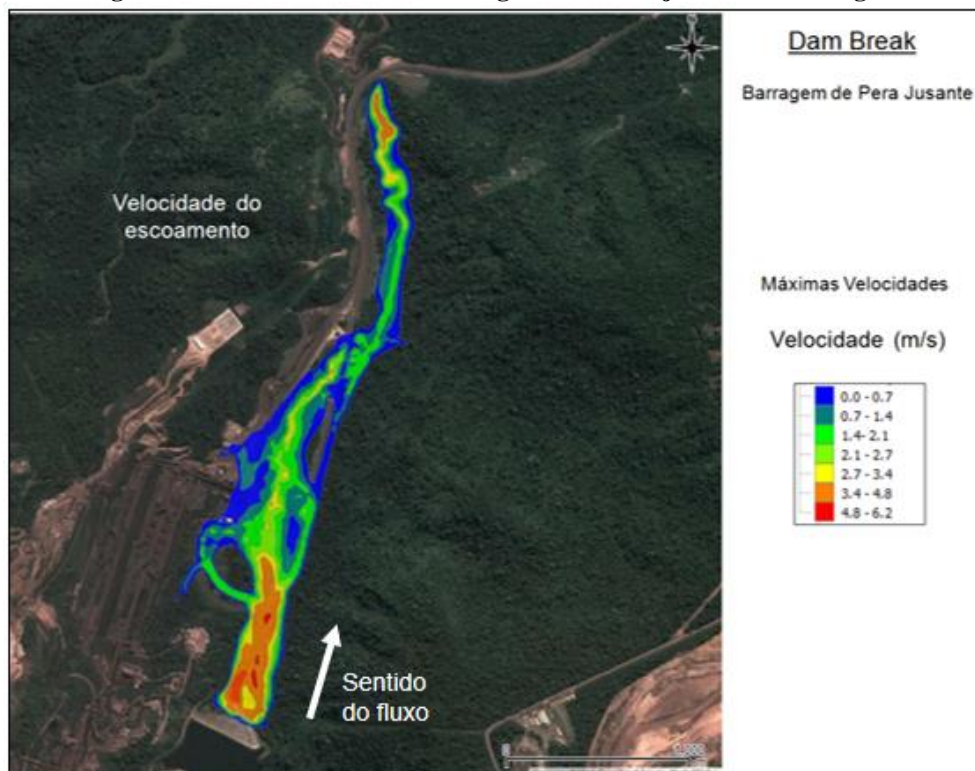 Dam Break
Barragem de Pera Jusante
Velocidade do
escoamento
Máximas Velocidades
Velocidade (m/s)
0.0 - 0.7
0.7 - 1.4
1.4- 2.1
2.1 - 2.7
2.7 - 3.4
3.4 - 4.8
4.8 - 6.2
Sentido
do fluxo